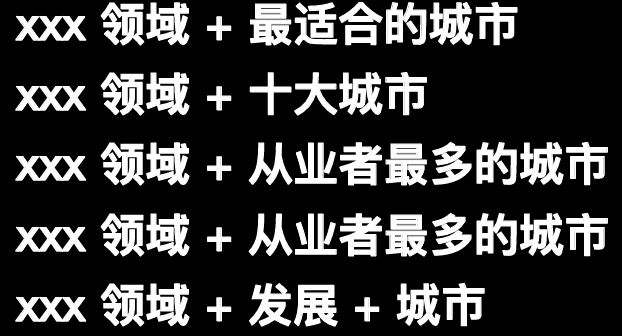 xxx 领域 + 最适合的城市
xxx 领域 + 十大城市
xxx 领域 + 从业者最多的城市
xxx 领域 + 从业者最多的城市
xxx 领域 + 发展 + 城市